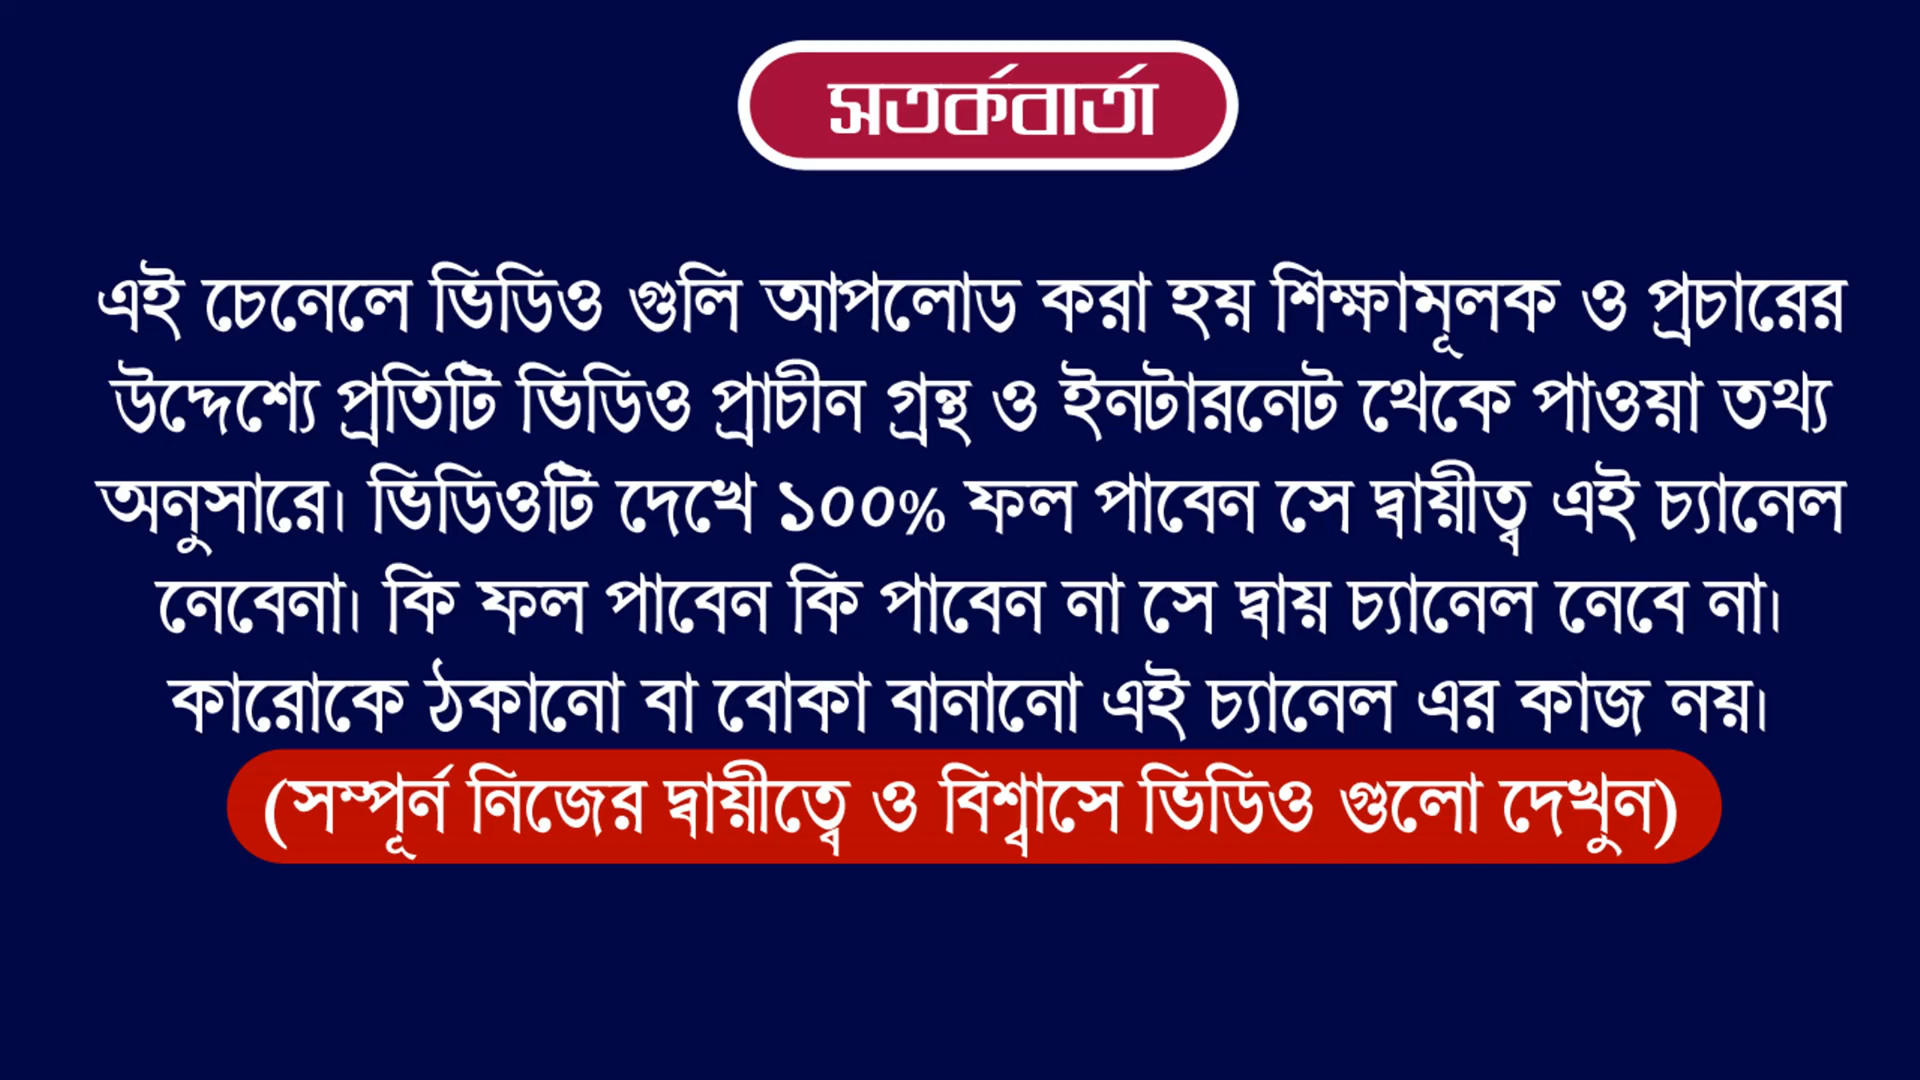 সতর্কবার্তা
এই চেনেলে ভিডিও গুলি আপলোড করা হয় শিক্ষামূলক ও প্রচারের
উদ্দেশ্যে প্রতিটি ভিডিও প্রাচীন গ্রন্থ ও ইনটারনেট থেকে পাওয়া তথ্য
অনুসারে। ভিডিওটি দেখে ১০০% ফল পাবেন সে দ্বায়ীত্ব এই চ্যানেল
নেবেনা। কি ফল পাবেন কি পাবেন না সে দ্বায় চ্যানেল নেবে না।
কারোকে ঠকানো বা বোকা বানানো এই চ্যানেল এর কাজ নয়।
(সম্পূর্ন নিজের দ্বায়ীত্বে ও বিশ্বাসে ভিডিও গুলো দেখুন)